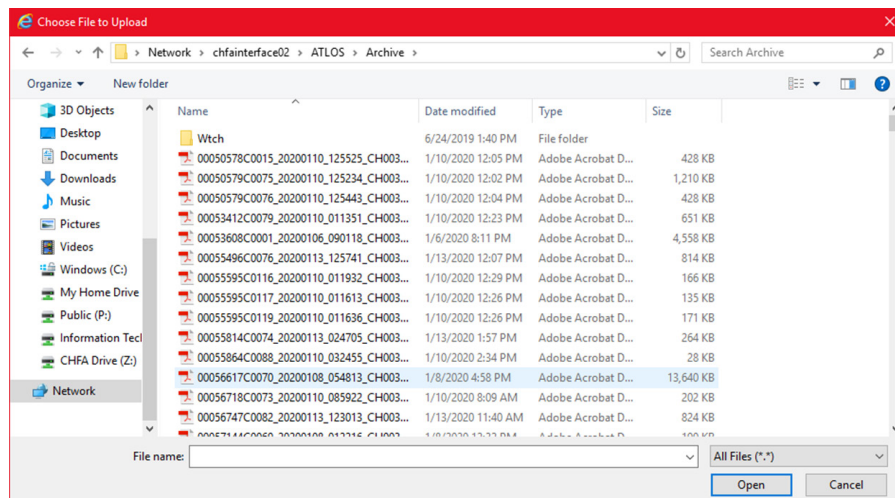 Choose File to Upload
Network > chfainterface02 > ATLOS > Archive >
Search Archive
Organize
New folder
3D Objects
Desktop
Documents
Downloads
Music
Pictures
Videos
Windows (C:)
My Home Drive
Public (P:)
Information Tecl
CHFA Drive (Z:)
Network
Name Date modified Type Size
Wtch 6/24/2019 1:40 PM File folder
00050578C0015_20200110_125525_CH003... 1/10/2020 12:05 PM Adobe Acrobat D... 428 KB
00050579C0075_20200110_125234_CH003... 1/10/2020 12:02 PM Adobe Acrobat D... 1,210 KB
00050579C0076_20200110_125443_CH003... 1/10/2020 12:04 PM Adobe Acrobat D... 428 KB
00053412C0079_20200110_011351_CH003... 1/10/2020 12:23 PM Adobe Acrobat D... 651 KB
00053608C0001_20200106_090118_CH003... 1/6/2020 8:11 PM Adobe Acrobat D... 4,558 KB
00055496C0076_20200113_125741_CH003... 1/13/2020 12:07 PM Adobe Acrobat D... 814 KB
00055595C0116_20200110_011932_CH003... 1/10/2020 12:29 PM Adobe Acrobat D... 166 KB
00055595C0117_20200110_011613_CH003... 1/10/2020 12:26 PM Adobe Acrobat D... 135 KB
00055595C0119_20200110_011636_CH003... 1/10/2020 12:26 PM Adobe Acrobat D... 171 KB
00055814C0074_20200113_024705_CH003... 1/13/2020 1:57 PM Adobe Acrobat D... 264 KB
00055864C0088_20200110_032455_CH003... 1/10/2020 2:34 PM Adobe Acrobat D... 28 KB
00056617C0070_20200108_054813_CH003... 1/8/2020 4:58 PM Adobe Acrobat D... 13,640 KB
00056718C0073_20200110_085922_CH003... 1/10/2020 8:09 AM Adobe Acrobat D... 202 KB
00056747C0082_20200113_123013_CH003... 1/13/2020 11:40 AM Adobe Acrobat D... 824 KB
File name:
All Files (*.*)
Open
Cancel